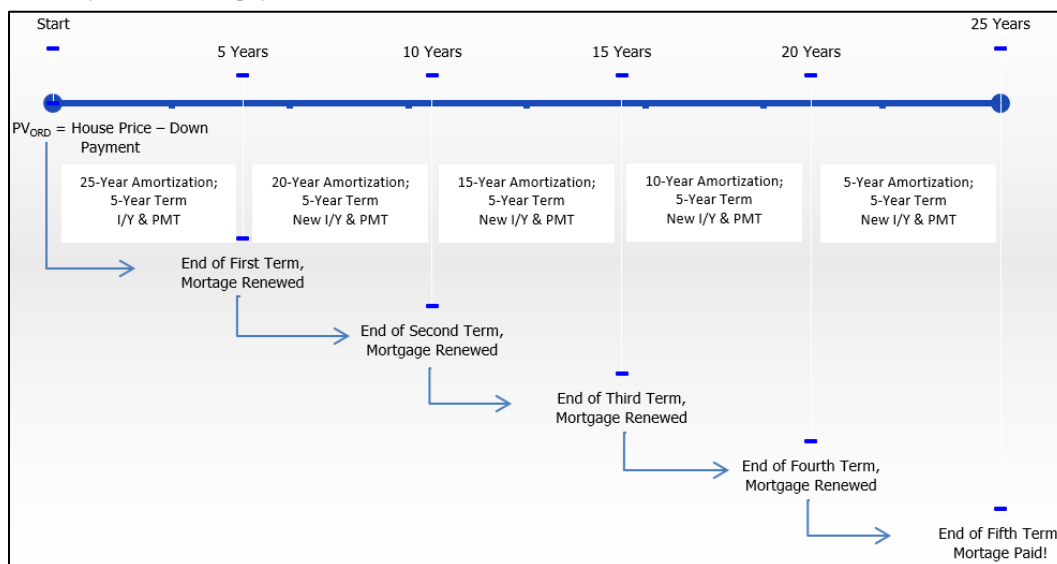 Start
25 Years
5 Years
10 Years
15 Years
20 Years
PVORD = House Price – Down
Payment
25-Year Amortization;
5-Year Term
I/Y & PMT
20-Year Amortization;
5-Year Term
New I/Y & PMT
15-Year Amortization;
5-Year Term
New I/Y & PMT
10-Year Amortization;
5-Year Term
New I/Y & PMT
5-Year Amortization;
5-Year Term
New I/Y & PMT
End of First Term,
Mortage Renewed
End of Second Term,
Mortgage Renewed
End of Third Term,
Mortgage Renewed
End of Fourth Term,
Mortgage Renewed
End of Fifth Term
Mortage Paid!